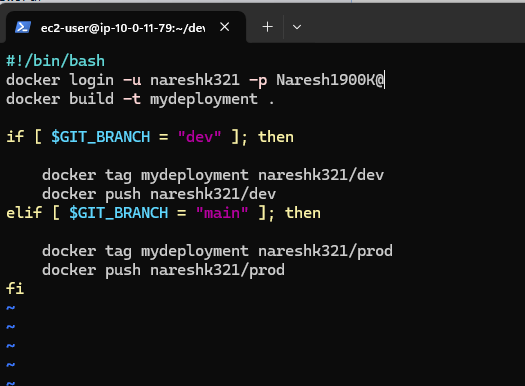 ec2-user@ip-10-0-11-79:~/dev
#!/bin/bash
docker login -u nareshk321 -p Naresh1900K@
docker build -t mydeployment .
if [ $GIT_BRANCH = "dev" ]; then
docker tag mydeployment nareshk321/dev
docker push nareshk321/dev
elif [ $GIT_BRANCH = "main" ]; then
docker tag mydeployment nareshk321/prod
docker push nareshk321/prod
fi
~
~
~
~
~